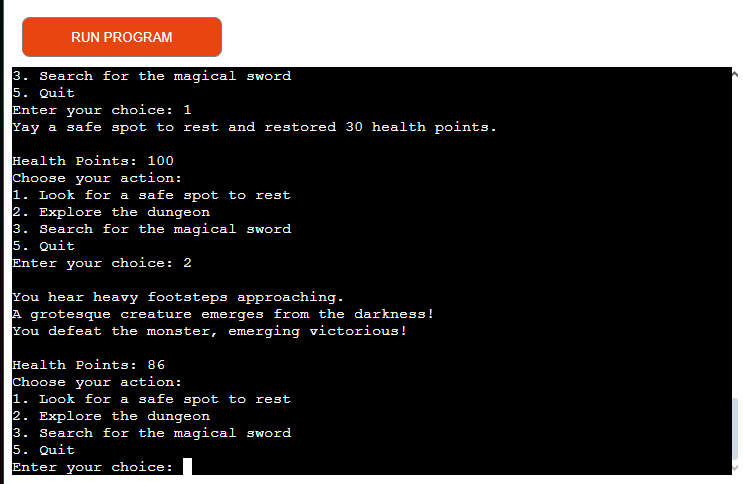 RUN PROGRAM
3. Search for the magical sword
5. Quit
Enter your choice: 1
Yay a safe spot to rest and restored 30 health points.
Health Points: 100
Choose your action:
1. Look for a safe spot to rest
2. Explore the dungeon
3. Search for the magical sword
5. Quit
Enter your choice: 2
You hear heavy footsteps approaching.
A grotesque creature emerges from the darkness!
You defeat the monster, emerging victorious!
Health Points: 86
Choose your action:
1. Look for a safe spot to rest
2. Explore the dungeon
3. Search for the magical sword
5. Quit
Enter your choice: